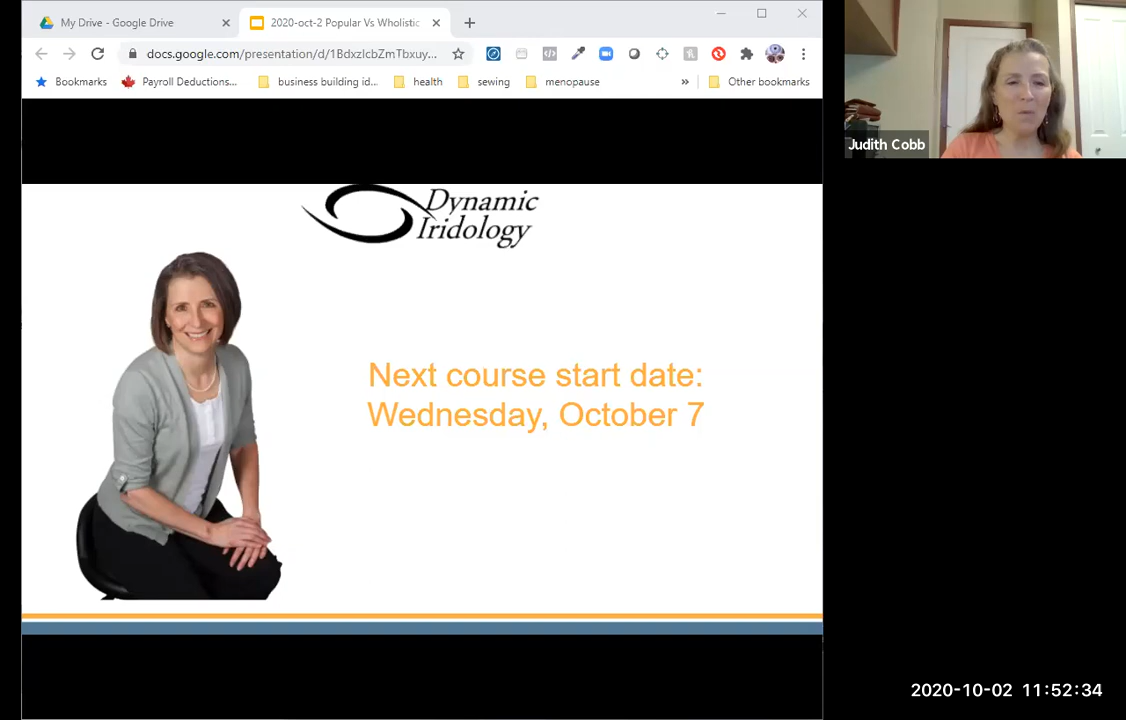 My Drive - Google Drive
2020-oct-2 Popular Vs Wholistic
docs.google.com/presentation/d/1BdxzIcbZmTbxuy...
Bookmarks
Payroll Deductions...
business building id...
health
sewing
menopause
»
Other bookmarks
Judith Cobb
Dynamic
Iridology
Next course start date:
Wednesday, October 7
2020-10-02 11:52:34